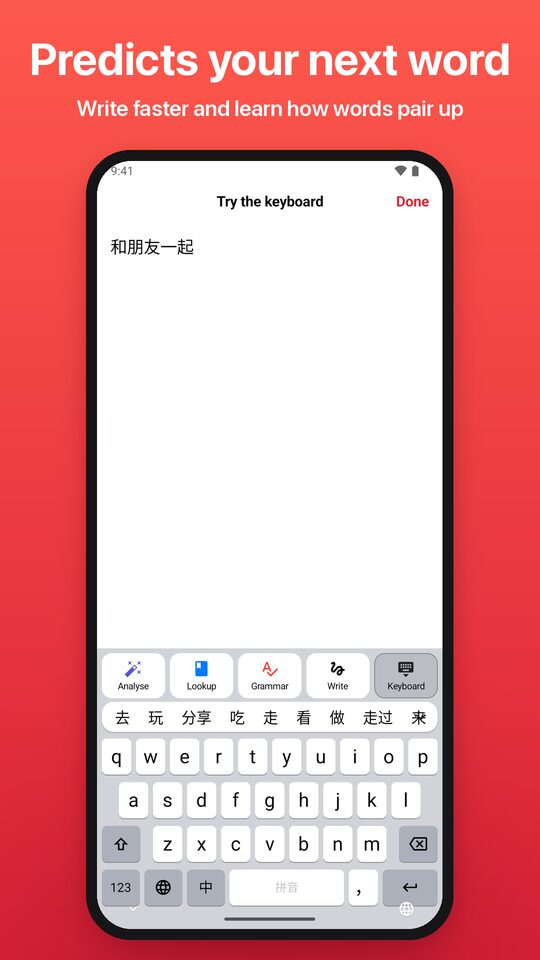 Predicts your next word
Write faster and learn how words pair up
9:41
Try the keyboard
Done
和朋友一起
Analyse
Lookup
Grammar
Write
Keyboard
去 玩 分享 吃 走 看 做 走过 来
q w e r t y u i o p
a s d f g h j k l
z x c v b n m
123 中 拼音 ，